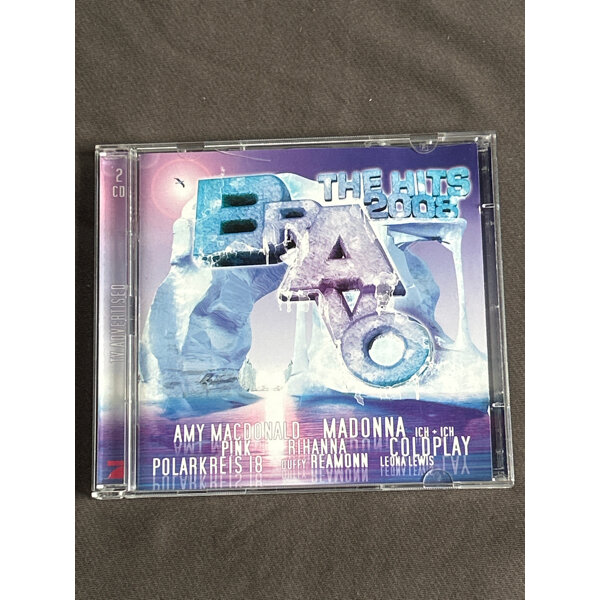 2
CD
TV ADVERTISED
7
THE HITS
2008
BRAVO
AMY MACDONALD MADONNA ICH + ICH
PINK RIHANNA COLDPLAY
POLARKREIS 18 DUFFY REAMONN LEONA LEWIS